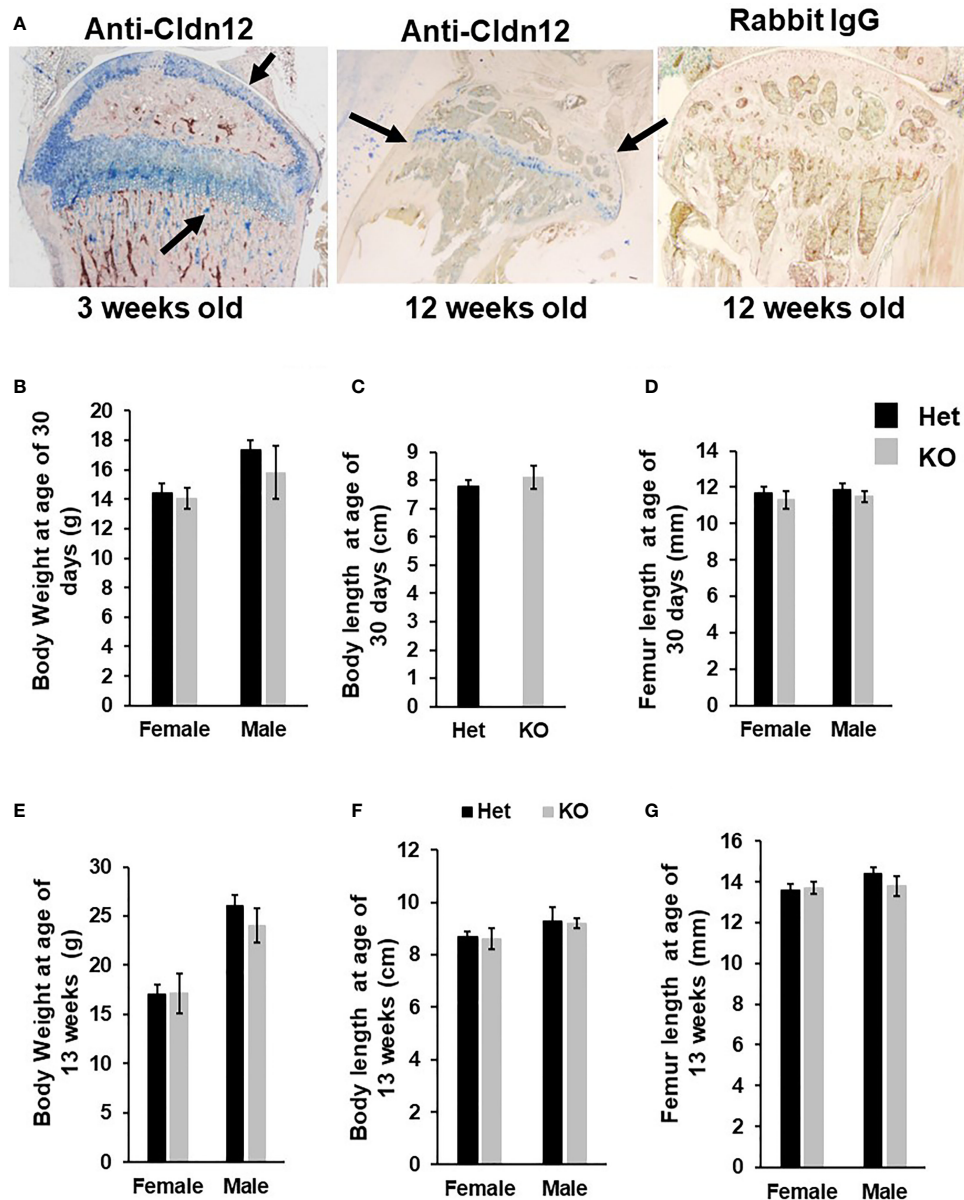 A
Anti-Cldn12
Anti-Cldn12
Rabbit IgG
3 weeks old
12 weeks old
12 weeks old
B
Body Weight at age of 30
days (g)
20
18
16
14
12
10
8
6
4
2
0
Female
Male
C
Body length at age of
30 days (cm)
9
8
7
6
5
4
3
2
1
0
Het
KO
D
Femur length at age of
30 days (mm)
14
12
10
8
6
4
2
0
Female
Male
Het
KO
E
Body Weight at age of
13 weeks (g)
30
25
20
15
10
5
0
Female
Male
F
Het
KO
Body length at age of
13 weeks (cm)
12
10
8
6
4
2
0
Female
Male
G
Femur length at age of
13 weeks (mm)
16
14
12
10
8
6
4
2
0
Female
Male